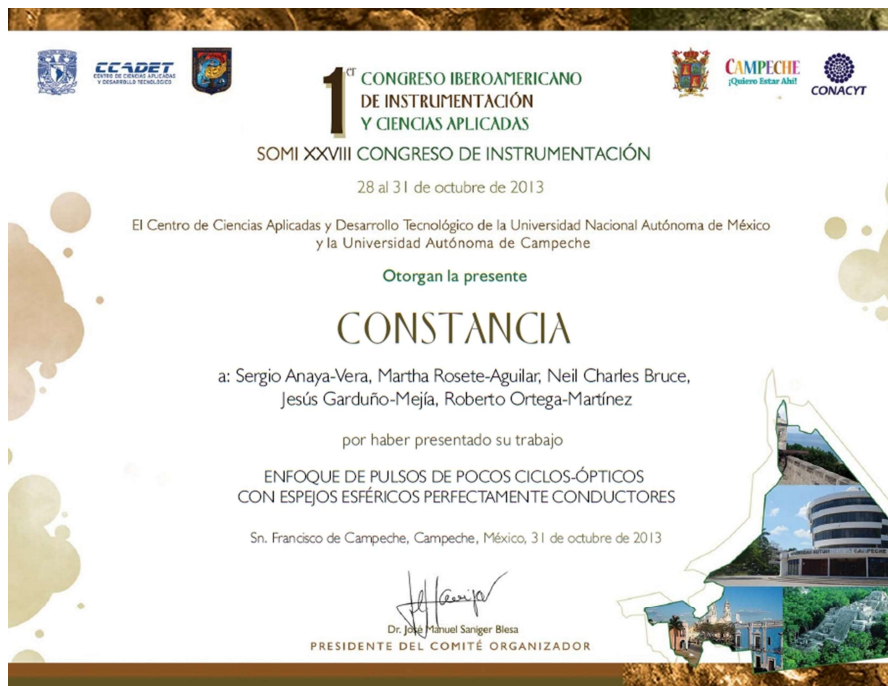 CCADET
CENTRO DE CIENCIAS APLICADAS
Y DESARROLLO TECNOLÓGICO
1er CONGRESO IBEROAMERICANO
DE INSTRUMENTACIÓN
Y CIENCIAS APLICADAS
CAMPECHE
¡Quiero Estar Ahí!
CONACYT
SOMI XXVIII CONGRESO DE INSTRUMENTACIÓN
28 al 31 de octubre de 2013
El Centro de Ciencias Aplicadas y Desarrollo Tecnológico de la Universidad Nacional Autónoma de México
y la Universidad Autónoma de Campeche
Otorgan la presente
CONSTANCIA
a: Sergio Anaya-Vera, Martha Rosete-Aguilar, Neil Charles Bruce,
Jesús Garduño-Mejía, Roberto Ortega-Martínez
por haber presentado su trabajo
ENFOQUE DE PULSOS DE POCOS CICLOS-ÓPTICOS
CON ESPEJOS ESFÉRICOS PERFECTAMENTE CONDUCTORES
Sn. Francisco de Campeche, Campeche, México, 31 de octubre de 2013
Dr. José Manuel Saniger Blesa
PRESIDENTE DEL COMITÉ ORGANIZADOR